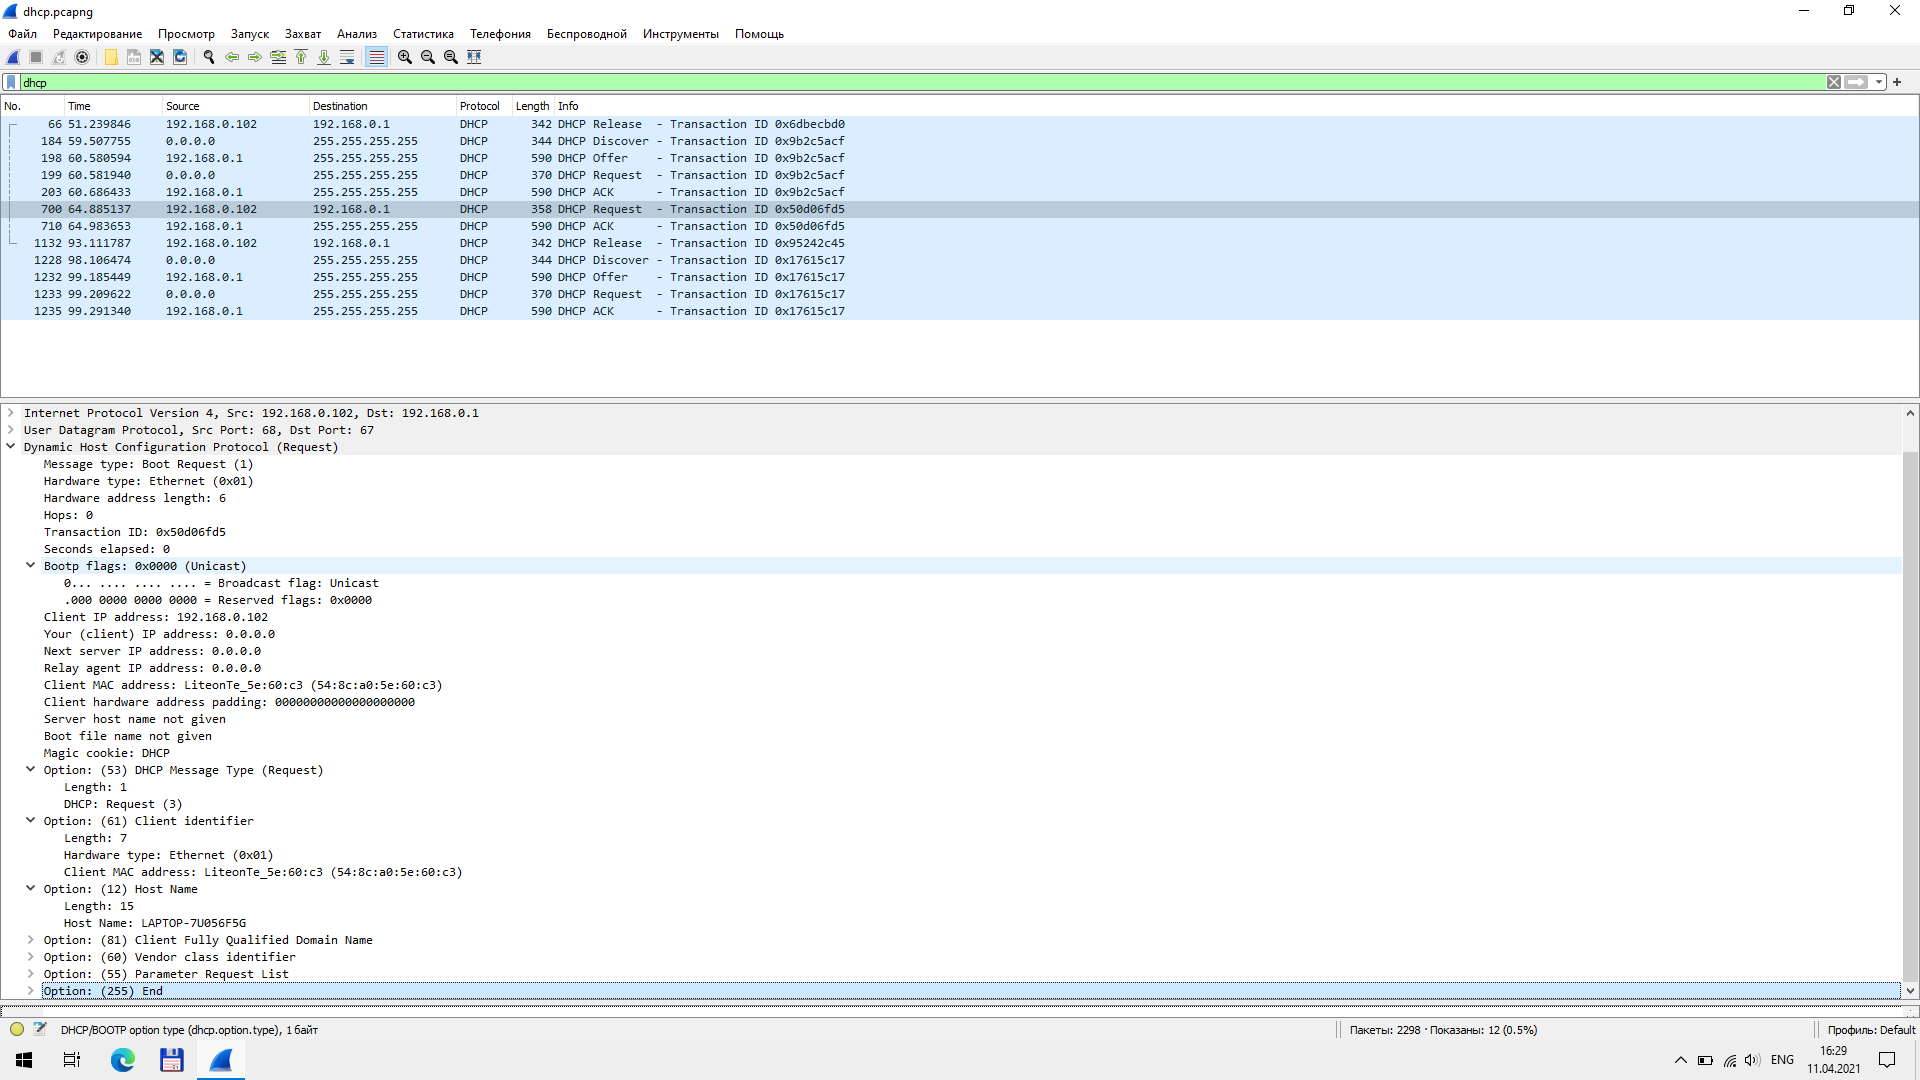 dhcp.pcapng
Файл Редактирование Просмотр Запуск Захват Анализ Статистика Телефония Беспроводной Инструменты Помощь
dhcp
No. Time Source Destination Protocol Length Info
66 51.239846 192.168.0.102 192.168.0.1 DHCP 342 DHCP Release - Transaction ID 0x6dbecbd0
184 59.507755 0.0.0.0 255.255.255.255 DHCP 344 DHCP Discover - Transaction ID 0x9b2c5acf
198 60.580594 192.168.0.1 255.255.255.255 DHCP 590 DHCP Offer - Transaction ID 0x9b2c5acf
199 60.581940 0.0.0.0 255.255.255.255 DHCP 370 DHCP Request - Transaction ID 0x9b2c5acf
203 60.686433 192.168.0.1 255.255.255.255 DHCP 590 DHCP ACK - Transaction ID 0x9b2c5acf
700 64.885137 192.168.0.102 192.168.0.1 DHCP 358 DHCP Request - Transaction ID 0x50d06fd5
710 64.983653 192.168.0.1 255.255.255.255 DHCP 590 DHCP ACK - Transaction ID 0x50d06fd5
1132 93.111787 192.168.0.102 192.168.0.1 DHCP 342 DHCP Release - Transaction ID 0x95242c45
1228 98.106474 0.0.0.0 255.255.255.255 DHCP 344 DHCP Discover - Transaction ID 0x17615c17
1232 99.185449 192.168.0.1 255.255.255.255 DHCP 590 DHCP Offer - Transaction ID 0x17615c17
1233 99.209622 0.0.0.0 255.255.255.255 DHCP 370 DHCP Request - Transaction ID 0x17615c17
1235 99.291340 192.168.0.1 255.255.255.255 DHCP 590 DHCP ACK - Transaction ID 0x17615c17
Internet Protocol Version 4, Src: 192.168.0.102, Dst: 192.168.0.1
User Datagram Protocol, Src Port: 68, Dst Port: 67
Dynamic Host Configuration Protocol (Request)
Message type: Boot Request (1)
Hardware type: Ethernet (0x01)
Hardware address length: 6
Hops: 0
Transaction ID: 0x50d06fd5
Seconds elapsed: 0
Bootp flags: 0x0000 (Unicast)
0... .... .... .... = Broadcast flag: Unicast
.000 0000 0000 0000 = Reserved flags: 0x0000
Client IP address: 192.168.0.102
Your (client) IP address: 0.0.0.0
Next server IP address: 0.0.0.0
Relay agent IP address: 0.0.0.0
Client MAC address: LiteonTe_5e:60:c3 (54:8c:a0:5e:60:c3)
Client hardware address padding: 00000000000000000000
Server host name not given
Boot file name not given
Magic cookie: DHCP
Option: (53) DHCP Message Type (Request)
Length: 1
DHCP: Request (3)
Option: (61) Client identifier
Length: 7
Hardware type: Ethernet (0x01)
Client MAC address: LiteonTe_5e:60:c3 (54:8c:a0:5e:60:c3)
Option: (12) Host Name
Length: 15
Host Name: LAPTOP-7U056F5G
Option: (81) Client Fully Qualified Domain Name
Option: (60) Vendor class identifier
Option: (55) Parameter Request List
Option: (255) End
DHCP/BOOTP option type (dhcp.option.type), 1 байт
Пакеты: 2298 · Показаны: 12 (0.5%)
Профиль: Default
ENG
16:29
11.04.2021